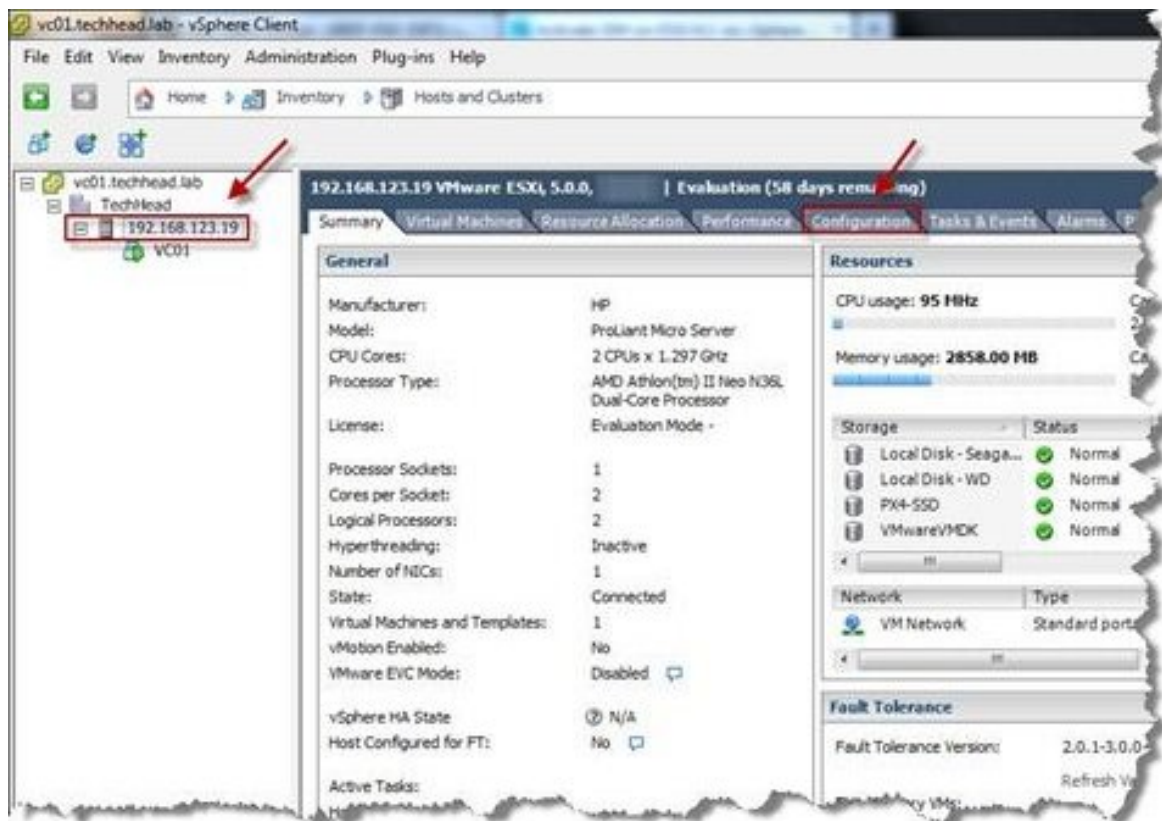 vc01.techhead.lab - vSphere Client
File Edit View Inventory Administration Plug-ins Help
Home Inventory Hosts and Clusters
vc01.techhead.lab
TechHead
192.168.123.19
VC01
192.168.123.19 VMware ESXi, 5.0.0, | Evaluation (58 days remaining)
Summary Virtual Machines Resource Allocation Performance Configuration Tasks & Events Alarms P
General
Manufacturer: HP
Model: ProLiant Micro Server
CPU Cores: 2 CPUs x 1.297 GHz
Processor Type: AMD Athlon(tm) II Neo N36L
Dual-Core Processor
License: Evaluation Mode -
Processor Sockets: 1
Cores per Socket: 2
Logical Processors: 2
Hyperthreading: Inactive
Number of NICs: 1
State: Connected
Virtual Machines and Templates: 1
vMotion Enabled: No
VMware EVC Mode: Disabled
vSphere HA State N/A
Host Configured for FT: No
Active Tasks:
Resources
CPU usage: 95 MHz
Memory usage: 2858.00 MB
Storage Status
Local Disk - Seaga... Normal
Local Disk - WD Normal
PX4-SSD Normal
VMwareVMDK Normal
Network Type
VM Network Standard port
Fault Tolerance
Fault Tolerance Version: 2.0.1-3.0.0-
Refresh
VMs: